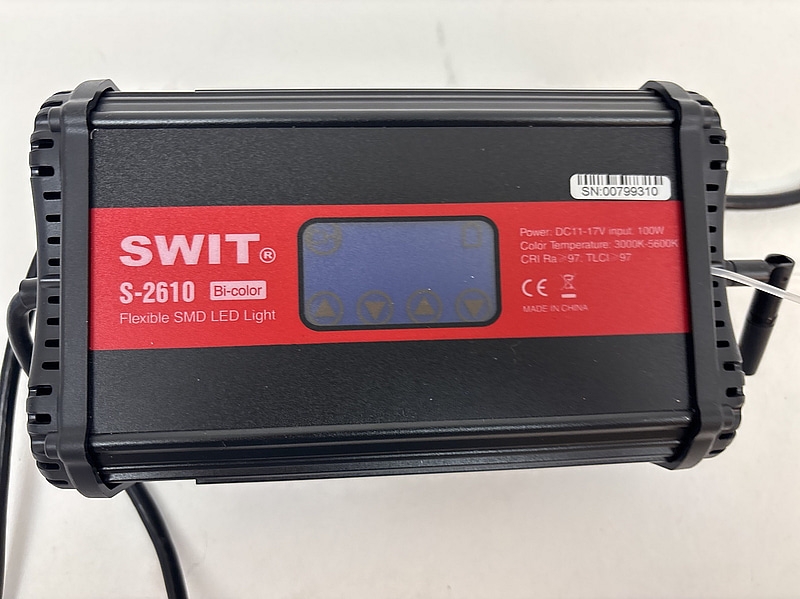 SN:00799310
SWIT®
S-2610 Bi-color
Flexible SMD LED Light
Power: DC11-17V input. 100W
Color Temperature: 3000K-5600K
CRI Ra≥97. TLCI≥97
CE
MADE IN CHINA